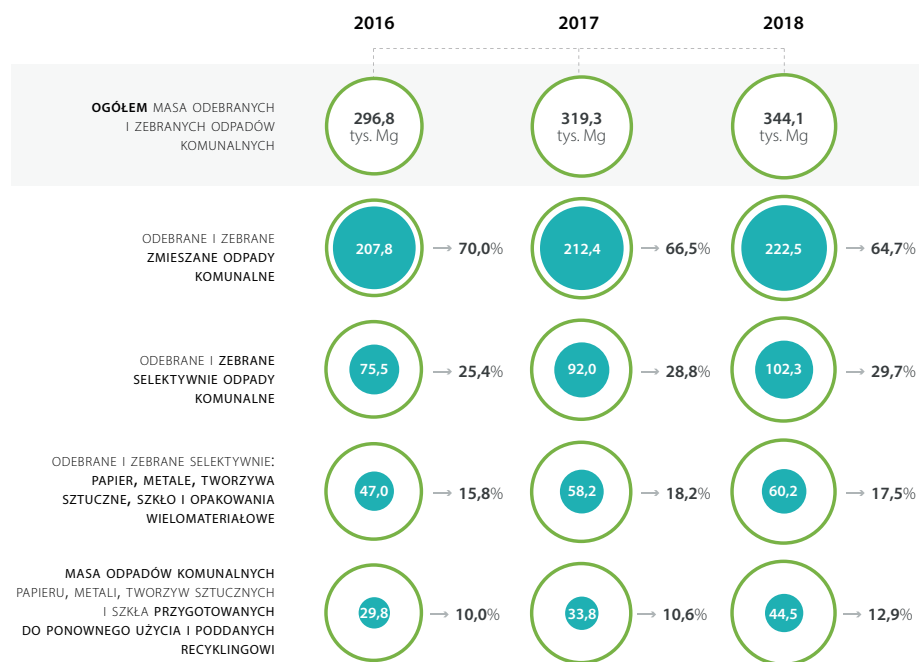 2016 2017 2018
OGÓŁEM MASA ODEBRANYCH
I ZEBRANYCH ODPADÓW
KOMUNALNYCH
296,8
tys. Mg
319,3
tys. Mg
344,1
tys. Mg
ODEBRANE I ZEBRANE
ZMIESZANE ODPADY
KOMUNALNE
207,8 → 70,0% 212,4 → 66,5% 222,5 → 64,7%
ODEBRANE I ZEBRANE
SELEKTYWNIE ODPADY
KOMUNALNE
75,5 → 25,4% 92,0 → 28,8% 102,3 → 29,7%
ODEBRANE I ZEBRANE SELEKTYWNIE:
PAPIER, METALE, TWORZYWA
SZTUCZNE, SZKŁO I OPAKOWANIA
WIELOMATERIAŁOWE
47,0 → 15,8% 58,2 → 18,2% 60,2 → 17,5%
MASA ODPADÓW KOMUNALNYCH
PAPIERU, METALI, TWORZYW SZTUCZNYCH
I SZKŁA PRZYGOTOWANYCH
DO PONOWNEGO UŻYCIA I PODDANYCH
RECYKLINGOWI
29,8 → 10,0% 33,8 → 10,6% 44,5 → 12,9%